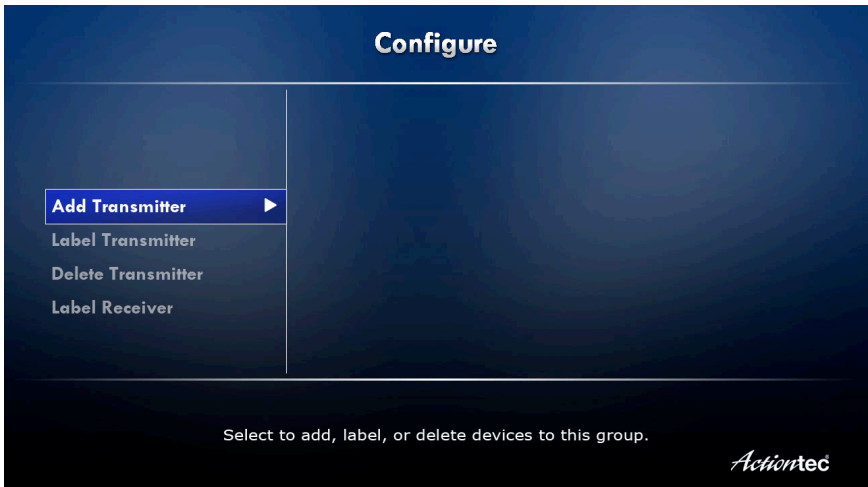 Configure
Add Transmitter
Label Transmitter
Delete Transmitter
Label Receiver
Select to add, label, or delete devices to this group.
Actiontec